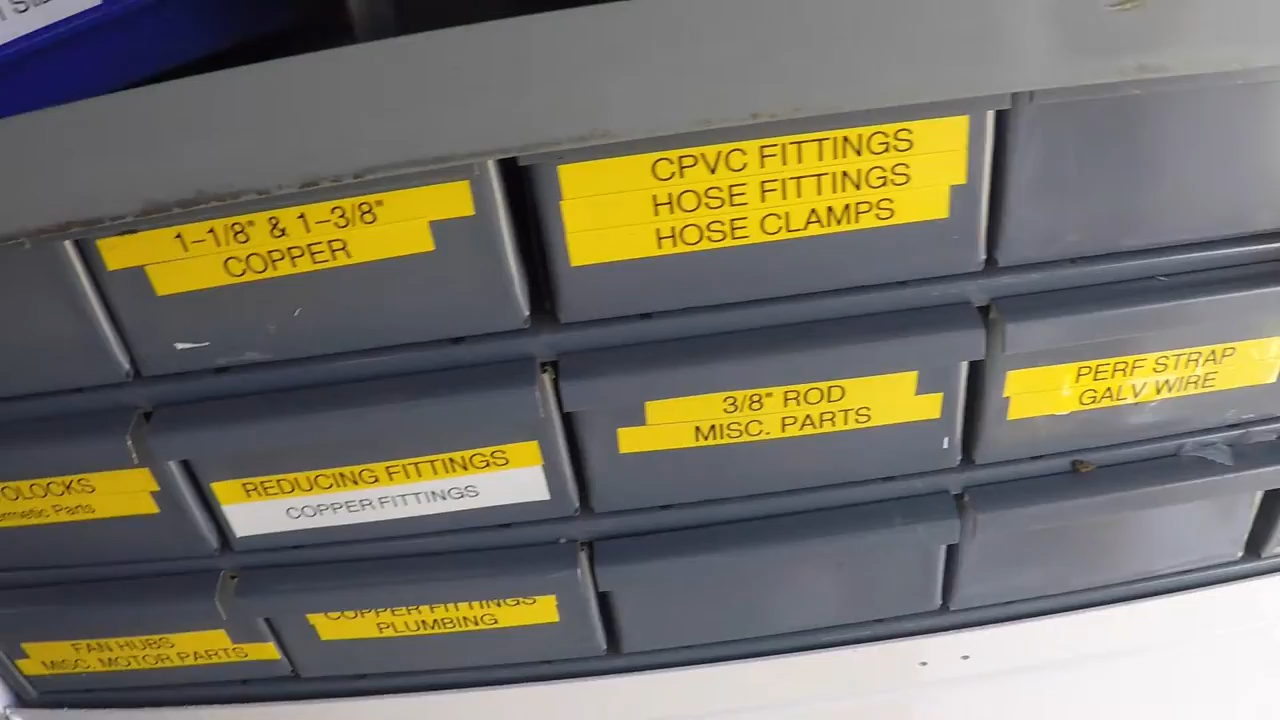 1-1/8" & 1-3/8"
COPPER
CPVC FITTINGS
HOSE FITTINGS
HOSE CLAMPS
REDUCING FITTINGS
COPPER FITTINGS
3/8" ROD
MISC. PARTS
PERF STRAP
GALV WIRE
FAN HUBS
MISC. MOTOR PARTS
COPPER FITTINGS
PLUMBING